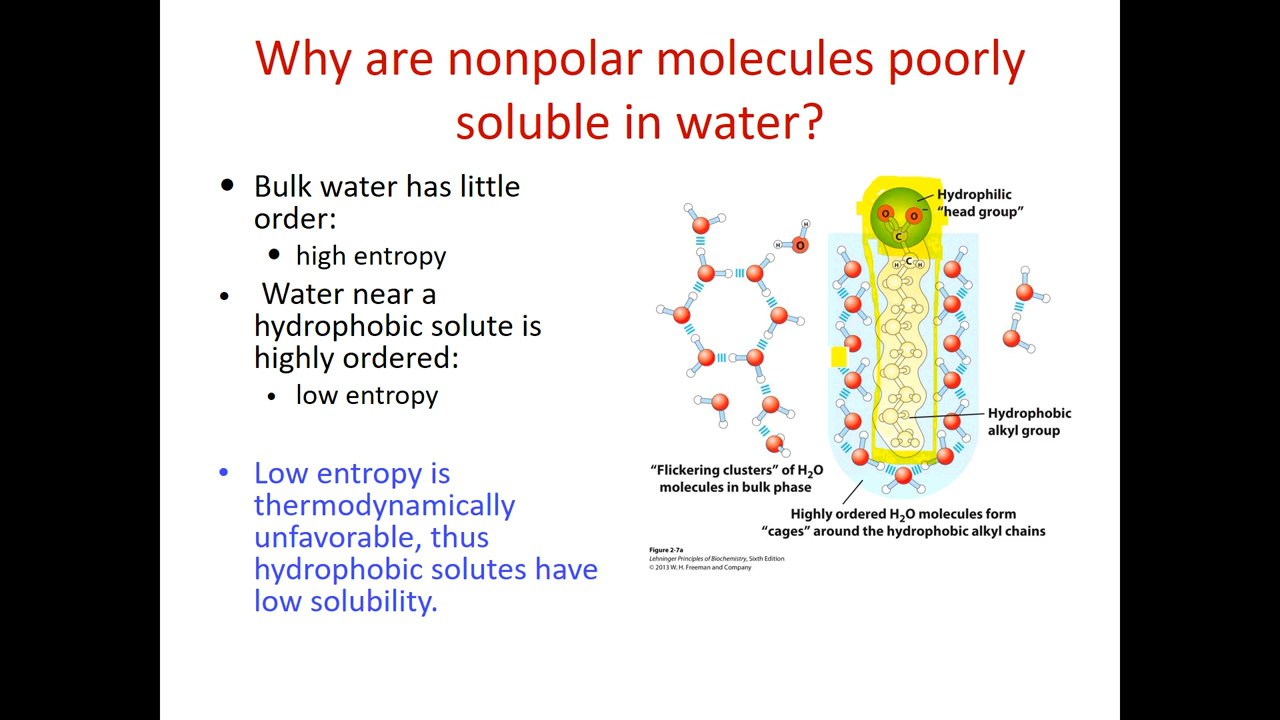 Why are nonpolar molecules poorly
soluble in water?
• Bulk water has little
order:
• high entropy
• Water near a
hydrophobic solute is
highly ordered:
• low entropy
• Low entropy is
thermodynamically
unfavorable, thus
hydrophobic solutes have
low solubility.
Hydrophilic
"head group"
O O
C
H C H
H
H O
Hydrophobic
alkyl group
"Flickering clusters" of H₂O
molecules in bulk phase
Highly ordered H₂O molecules form
"cages" around the hydrophobic alkyl chains
Figure 2-7a
Lehninger Principles of Biochemistry, Sixth Edition
© 2013 W. H. Freeman and Company